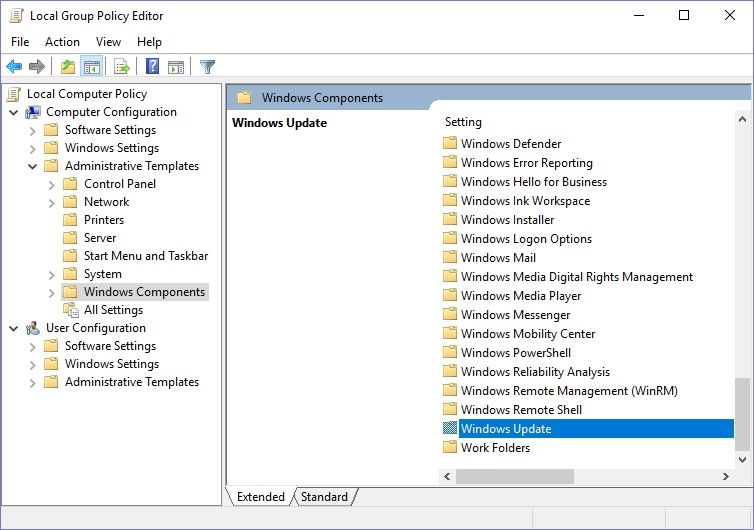 Local Group Policy Editor
File Action View Help
Local Computer Policy
Computer Configuration
Software Settings
Windows Settings
Administrative Templates
Control Panel
Network
Printers
Server
Start Menu and Taskbar
System
Windows Components
All Settings
User Configuration
Software Settings
Windows Settings
Administrative Templates
Windows Components
Windows Update
Setting
Windows Defender
Windows Error Reporting
Windows Hello for Business
Windows Ink Workspace
Windows Installer
Windows Logon Options
Windows Mail
Windows Media Digital Rights Management
Windows Media Player
Windows Messenger
Windows Mobility Center
Windows PowerShell
Windows Reliability Analysis
Windows Remote Management (WinRM)
Windows Remote Shell
Windows Update
Work Folders
Extended Standard